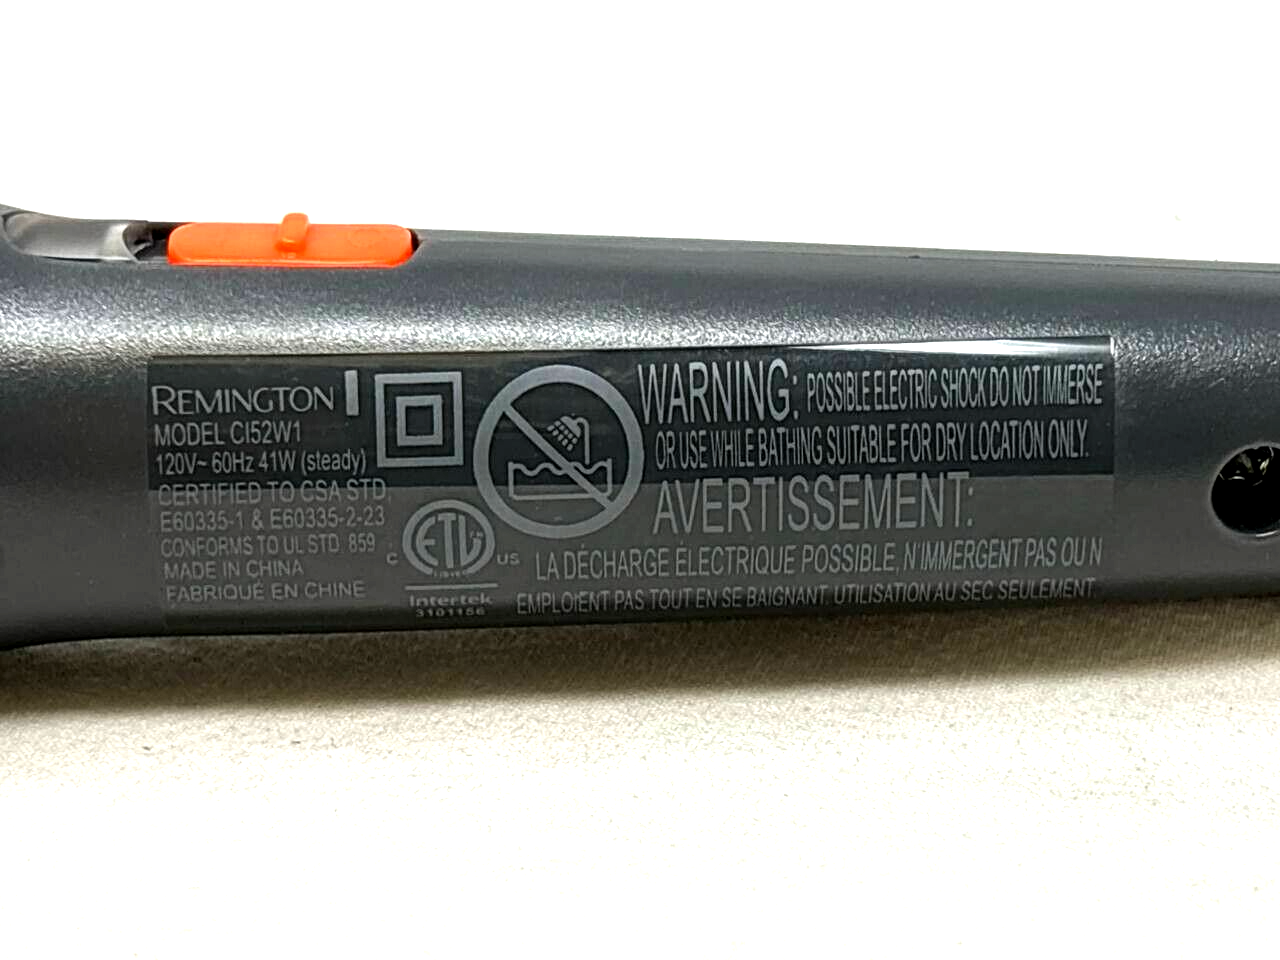 REMINGTON
MODEL CI52W1
120V~ 60Hz 41W (steady)
CERTIFIED TO CSA STD
E60335-1 & E60335-2-23
CONFORMS TO UL STD. 859
MADE IN CHINA
FABRIQUÉ EN CHINE
C ETL US
LISTED
Intertek
3101186
WARNING: POSSIBLE ELECTRIC SHOCK DO NOT IMMERSE
OR USE WHILE BATHING SUITABLE FOR DRY LOCATION ONLY.
AVERTISSEMENT:
LA DÉCHARGE ÉLECTRIQUE POSSIBLE, N'IMMERGENT PAS OU N
EMPLOIENT PAS TOUT EN SE BAIGNANT. UTILISATION AU SEC SEULEMENT.